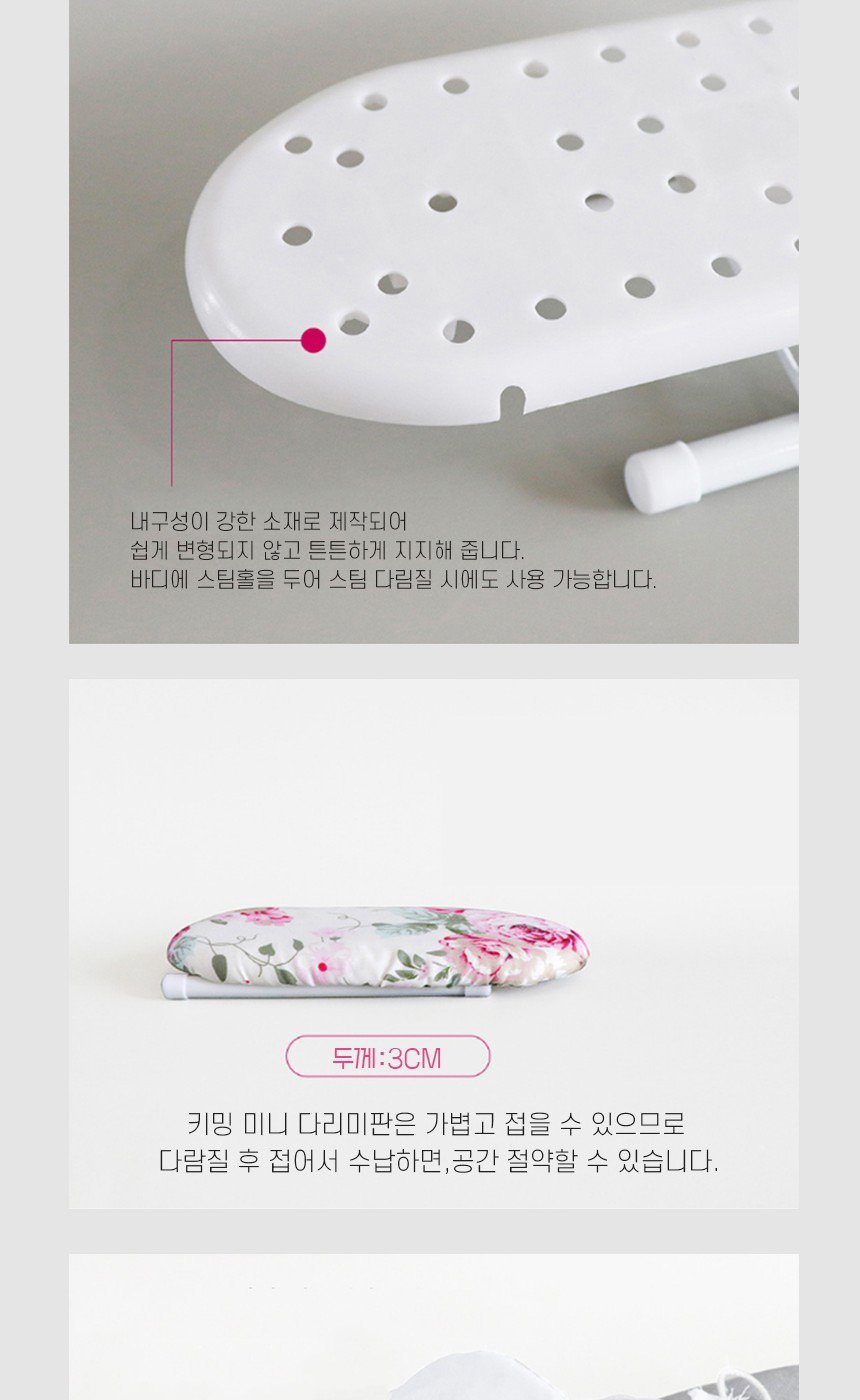 내구성이 강한 소재로 제작되어
쉽게 변형되지 않고 튼튼하게 지지해 줍니다.
바디에 스팀홀을 두어 스팀 다림질 시에도 사용 가능합니다.
두께:3CM
키밍 미니 다리미판은 가볍고 접을 수 있으므로
다람질 후 접어서 수납하면,공간 절약할 수 있습니다.